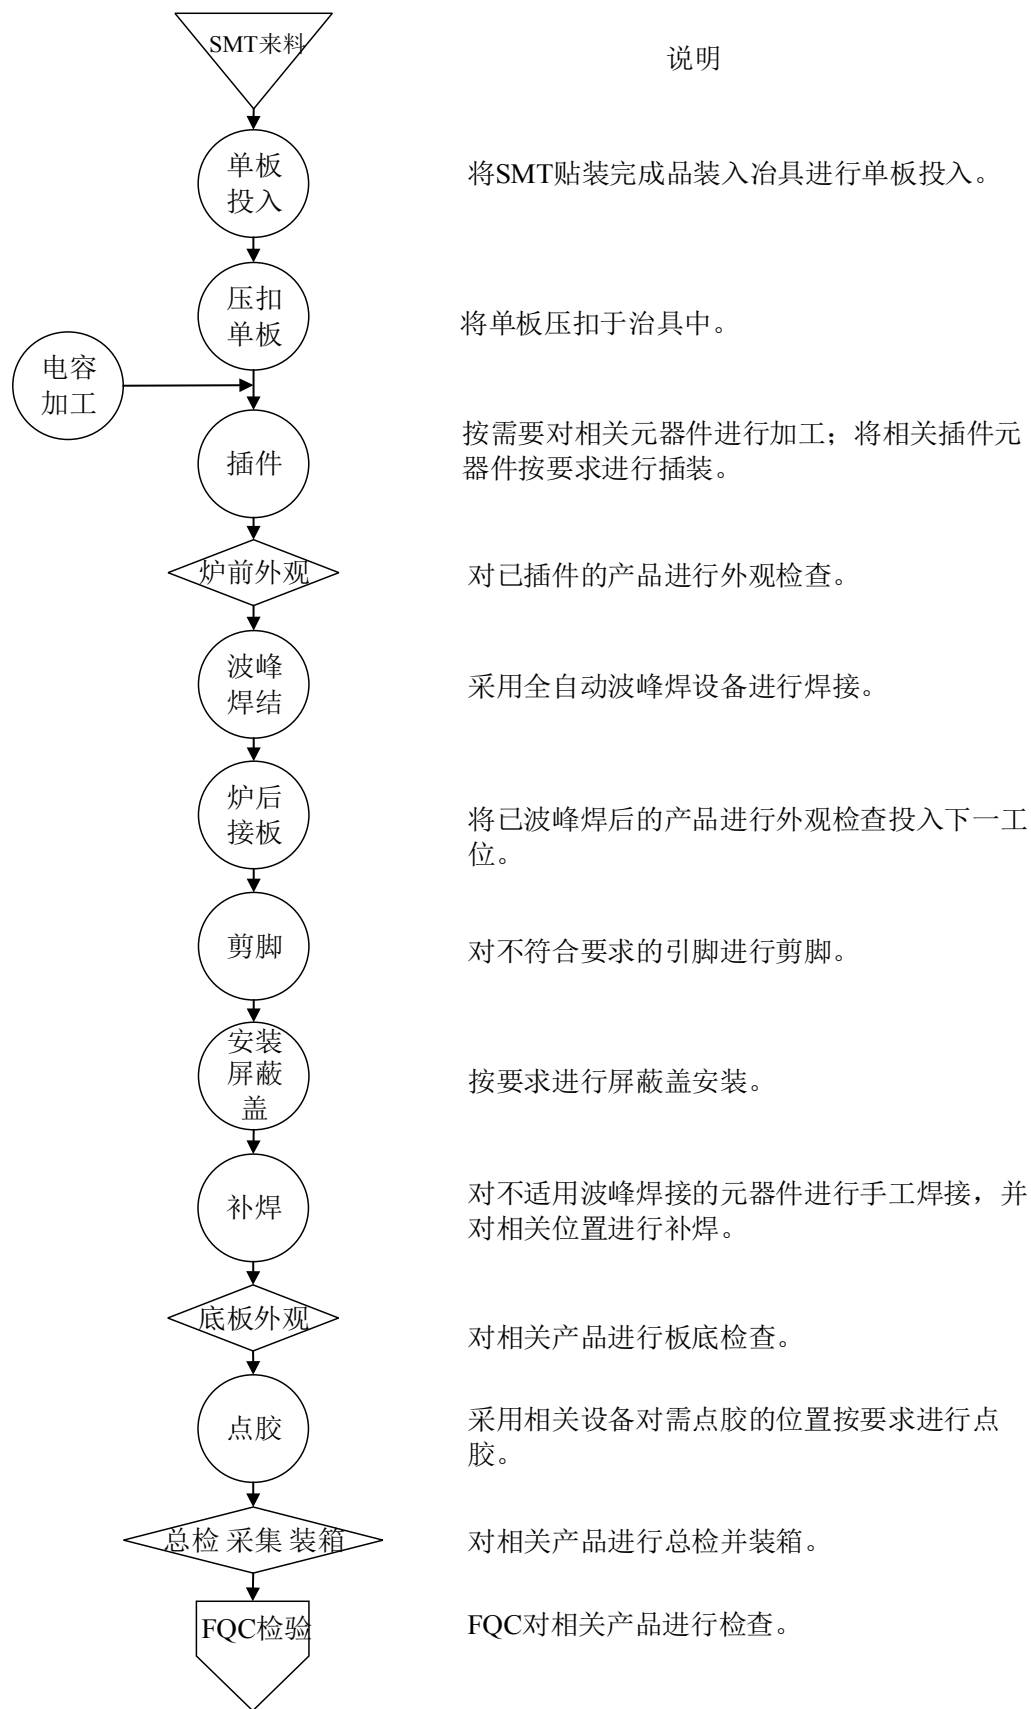 SMT来料
说明
单板
投入
将SMT贴装完成品装入冶具进行单板投入。
压扣
单板
将单板压扣于治具中。
电容
加工
插件
按需要对相关元器件进行加工；将相关插件元
器件按要求进行插装。
炉前外观
对已插件的产品进行外观检查。
波峰
焊结
采用全自动波峰焊设备进行焊接。
炉后
接板
将已波峰焊后的产品进行外观检查投入下一工
位。
剪脚
对不符合要求的引脚进行剪脚。
安装
屏蔽
盖
按要求进行屏蔽盖安装。
补焊
对不适用波峰焊接的元器件进行手工焊接，并
对相关位置进行补焊。
底板外观
对相关产品进行板底检查。
点胶
采用相关设备对需点胶的位置按要求进行点
胶。
总检 采集 装箱
对相关产品进行总检并装箱。
FQC检验
FQC对相关产品进行检查。